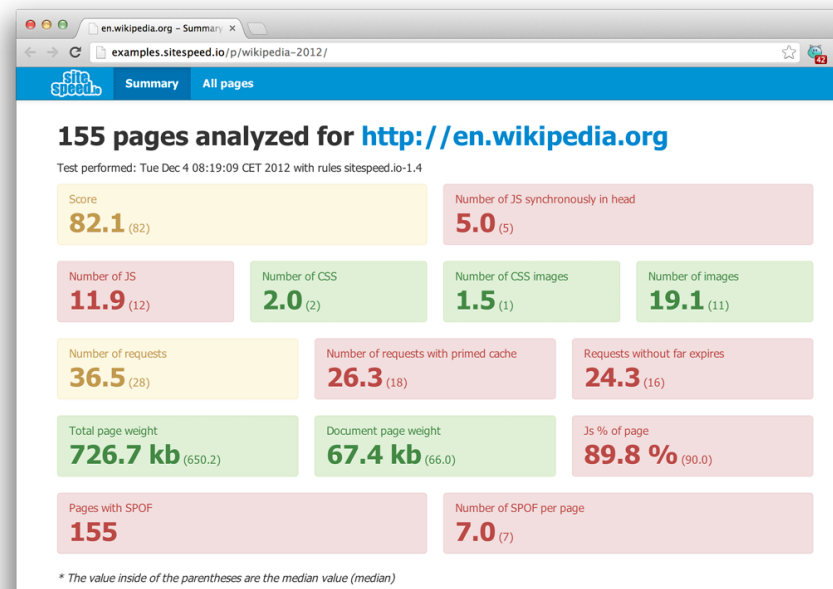 en.wikipedia.org – Summary
examples.sitespeed.io/p/wikipedia-2012/
42
site
speed.io
Summary All pages
155 pages analyzed for http://en.wikipedia.org
Test performed: Tue Dec 4 08:19:09 CET 2012 with rules sitespeed.io-1.4
Score Number of JS synchronously in head
82.1 (82) 5.0 (5)
Number of JS Number of CSS Number of CSS images Number of images
11.9 (12) 2.0 (2) 1.5 (1) 19.1 (11)
Number of requests Number of requests with primed cache Requests without far expires
36.5 (28) 26.3 (18) 24.3 (16)
Total page weight Document page weight Js % of page
726.7 kb (650.2) 67.4 kb (66.0) 89.8 % (90.0)
Pages with SPOF Number of SPOF per page
155 7.0 (7)
* The value inside of the parentheses are the median value (median)